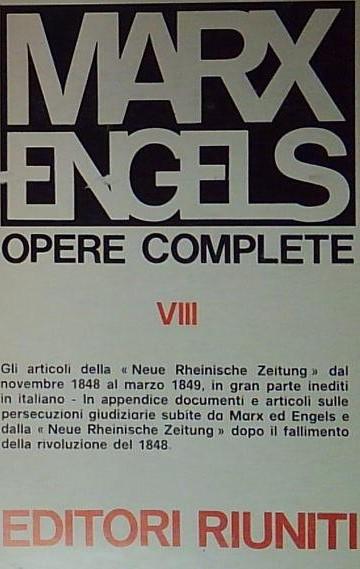 MARX
ENGELS
OPERE COMPLETE
VIII
Gli articoli della « Neue Rheinische Zeitung » dal
novembre 1848 al marzo 1849, in gran parte inediti
in italiano - In appendice documenti e articoli sulle
persecuzioni giudiziarie subite da Marx ed Engels e
dalla « Neue Rheinische Zeitung » dopo il fallimento
della rivoluzione del 1848.
EDITORI RIUNITI